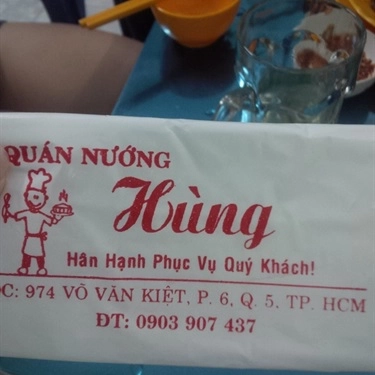 QUÁN NƯỚNG
Hùng
Hân Hạnh Phục Vụ Quý Khách!
ĐC: 974 VÕ VĂN KIỆT, P. 6, Q. 5, TP. HCM
ĐT: 0903 907 437